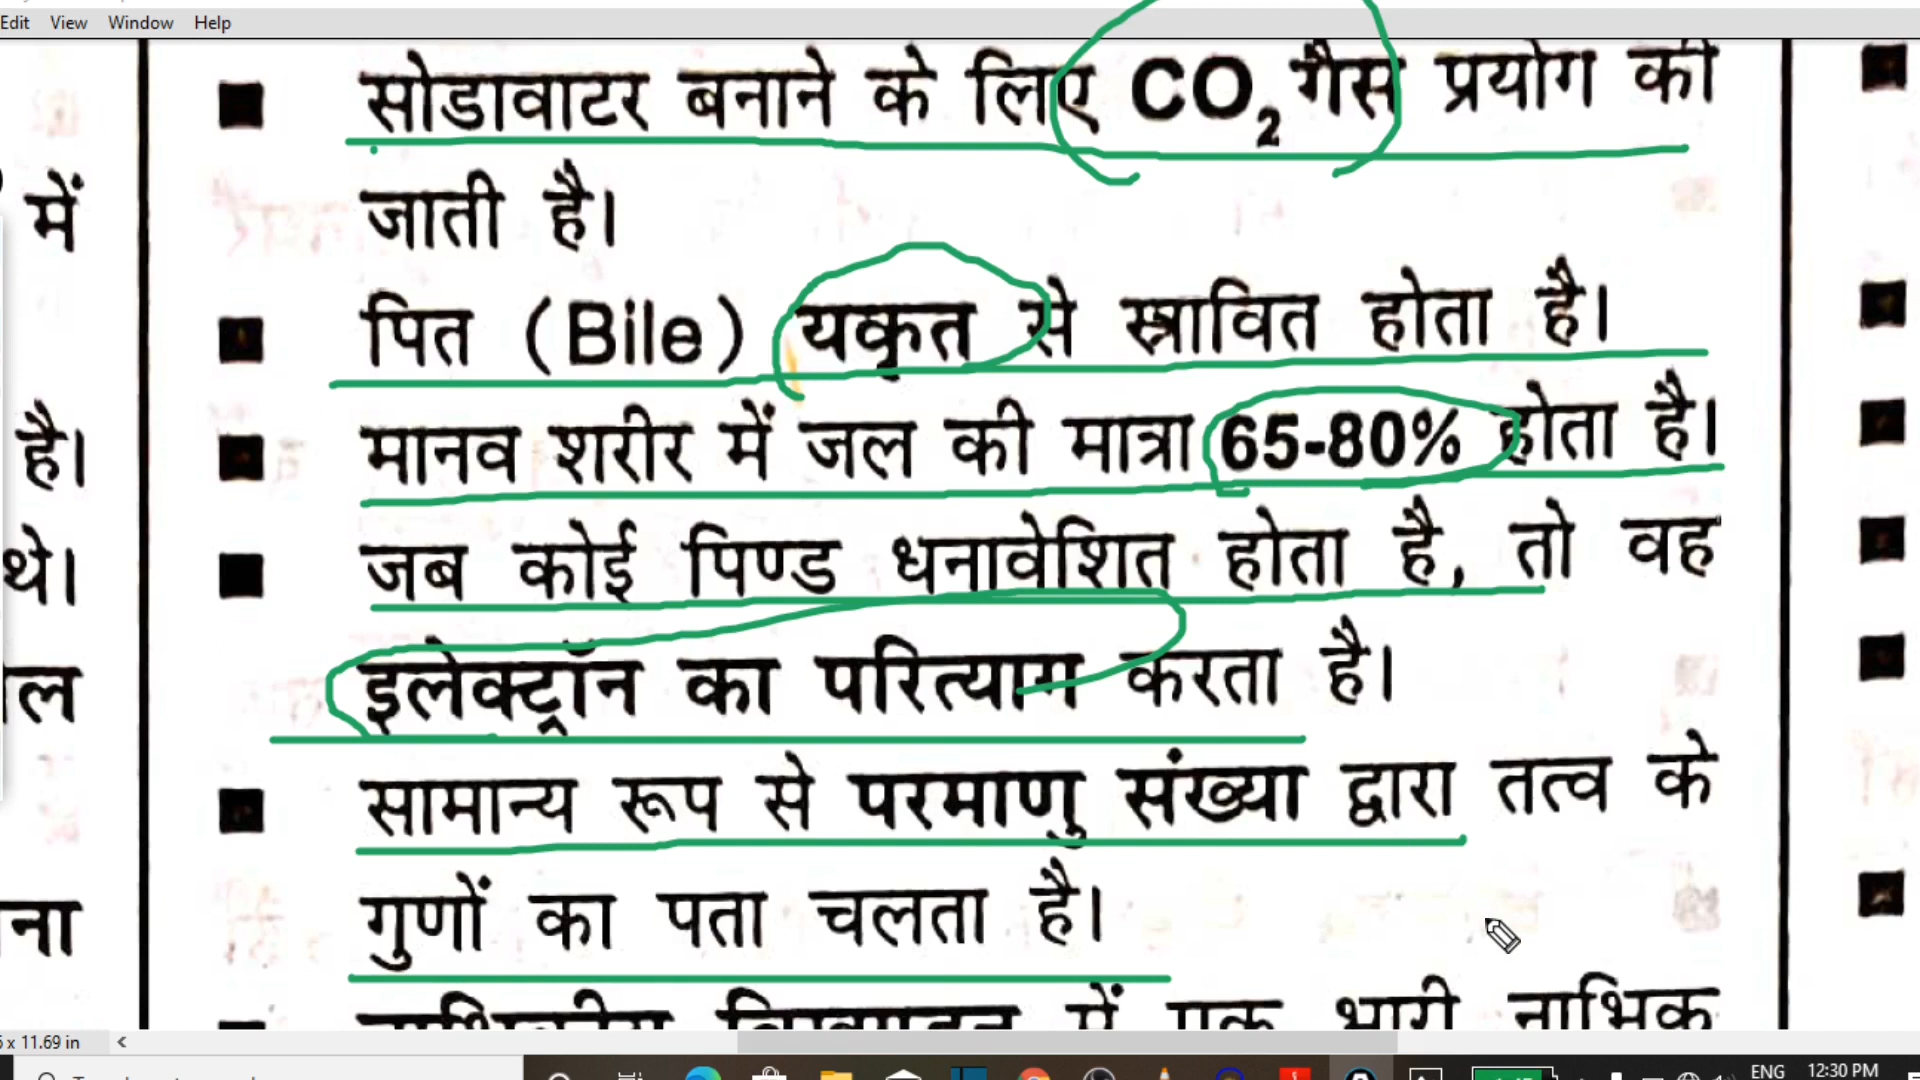 Edit View Window Help
सोडावाटर बनाने के लिए CO₂ गैस प्रयोग की
जाती है।
पित (Bile) यकृत से स्त्रावित होता है।
मानव शरीर में जल की मात्रा 65-80% होता है।
जब कोई पिण्ड धनावेशित होता है, तो वह
इलेक्ट्रॉन का परित्याग करता है।
सामान्य रूप से परमाणु संख्या द्वारा तत्व के
गुणों का पता चलता है।
में एक भारी नाभिक
में
है।
थे।
x 11.69 in
ENG 12:30 PM